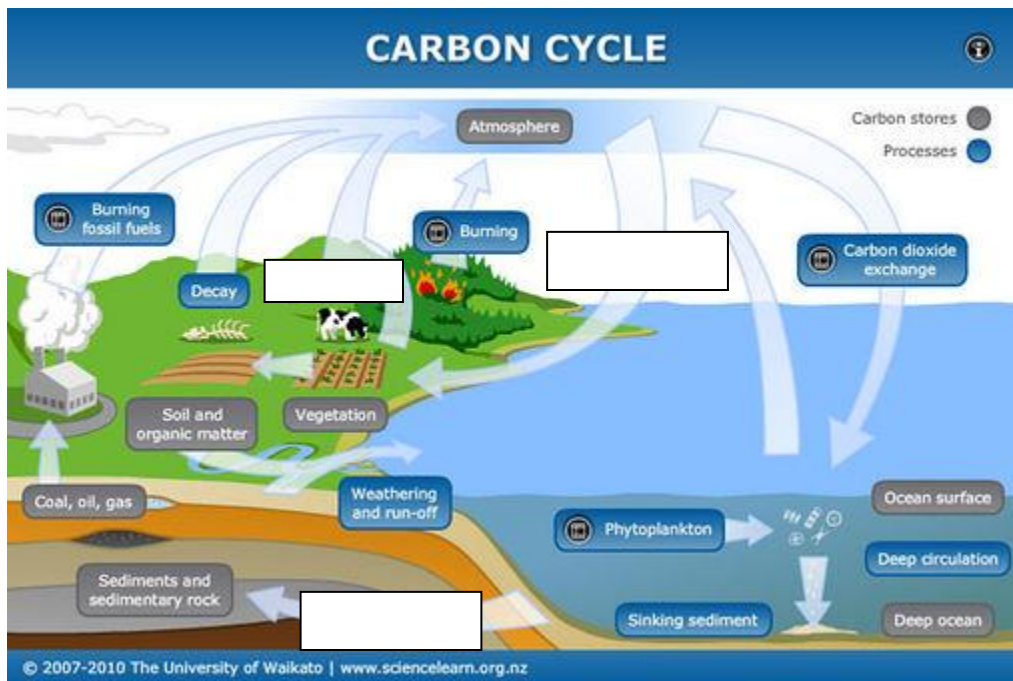 CARBON CYCLE
Atmosphere
Carbon stores
Processes
Burning
fossil fuels
Burning
Carbon dioxide
exchange
Decay
Soil and
organic matter
Vegetation
Coal, oil, gas
Weathering
and run-off
Ocean surface
Phytoplankton
Deep circulation
Sediments and
sedimentary rock
Sinking sediment
Deep ocean
© 2007-2010 The University of Waikato | www.sciencelearn.org.nz